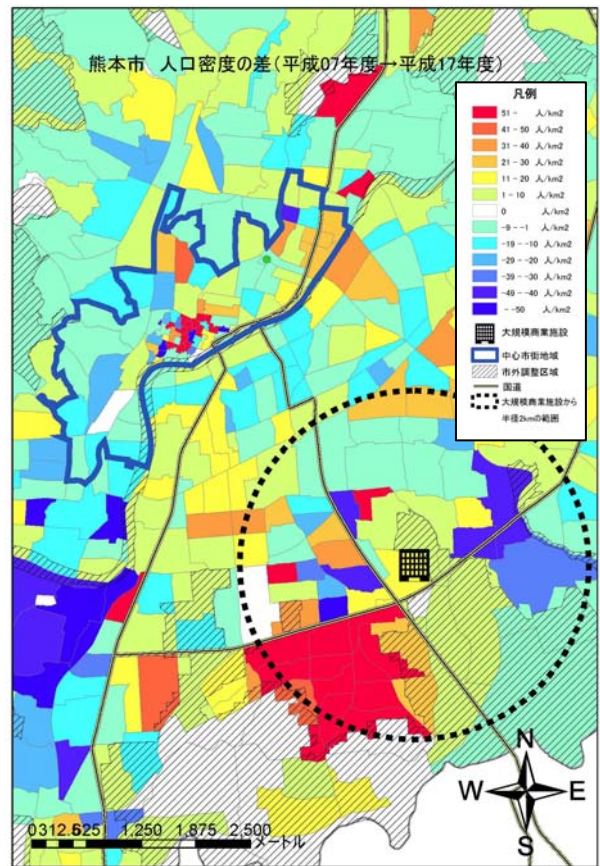 熊本市 人口密度の差(平成07年度→平成17年度)
凡例
51 - 人/km2
41 - 50 人/km2
31 - 40 人/km2
21 - 30 人/km2
11 - 20 人/km2
1 - 10 人/km2
0 人/km2
-9 - -1 人/km2
-19 - -10 人/km2
-29 - -20 人/km2
-39 - -30 人/km2
-49 - -40 人/km2
- -50 人/km2
大規模商業施設
中心市街地域
市外調整区域
国道
大規模商業施設から
半径2kmの範囲
N
W E
S
1,250 1,875 2,500
メートル